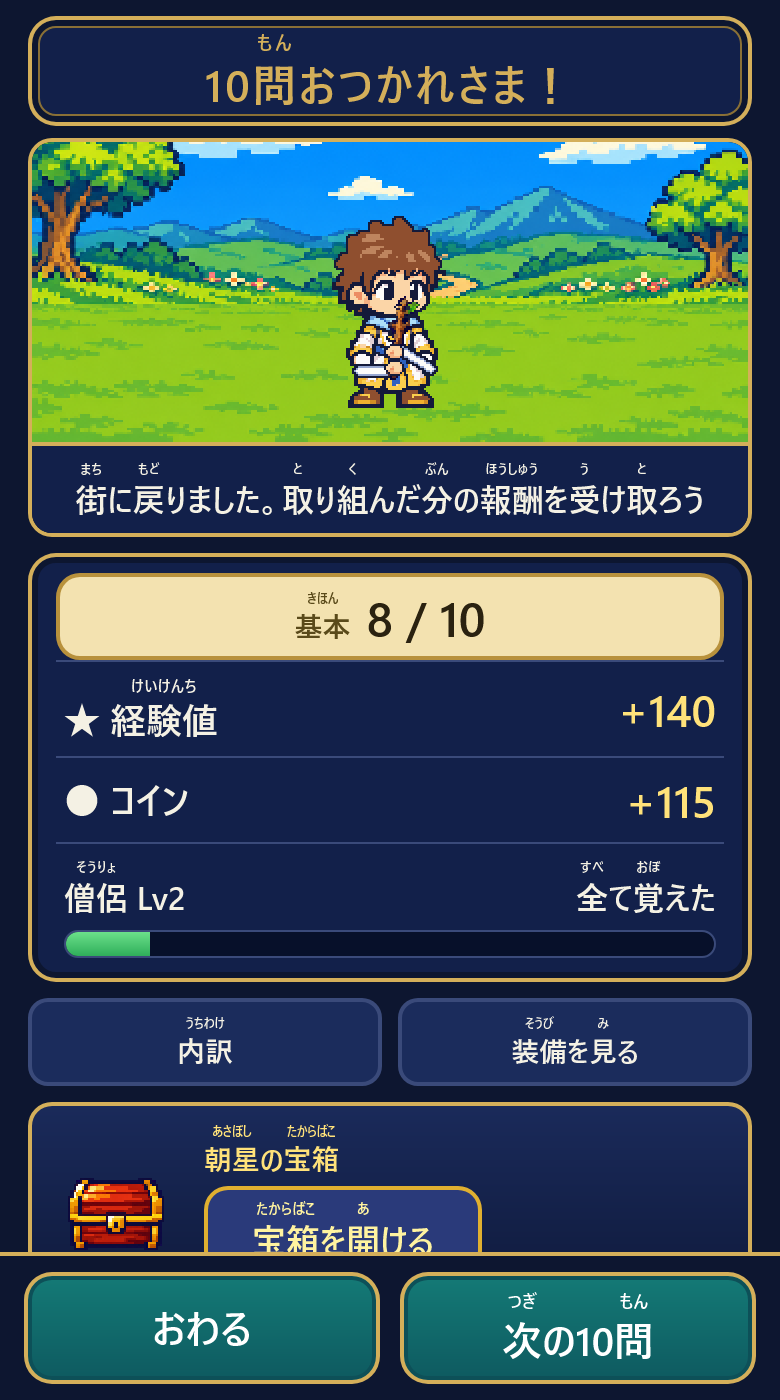 もん
10問おつかれさま！
まち もど と く ぶん ほうしゅう う と
街に戻りました。取り組んだ分の報酬を受け取ろう
きほん
基本 8 / 10
けいけんち
★ 経験値 +140
● コイン +115
そうりょ すべ おぼ
僧侶 Lv2 全て覚えた
うちわけ そうび み
内訳 装備を見る
あさぼし たからばこ
朝星の宝箱
たからばこ あ
宝箱を開ける
つぎ もん
おわる 次の10問